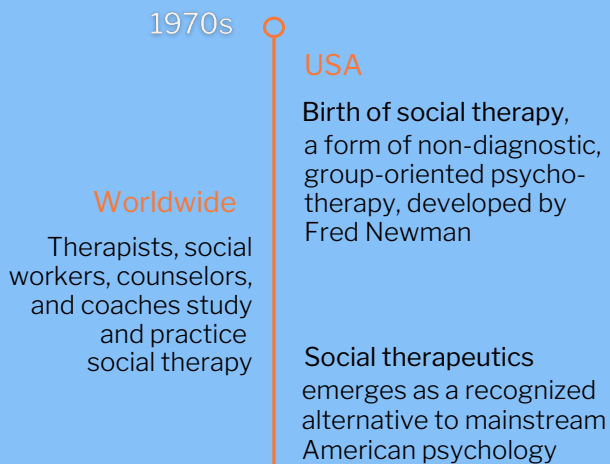 1970s
USA
Birth of social therapy,
a form of non-diagnostic,
group-oriented psycho-
therapy, developed by
Fred Newman
Worldwide
Therapists, social
workers, counselors,
and coaches study
and practice
social therapy
Social therapeutics
emerges as a recognized
alternative to mainstream
American psychology